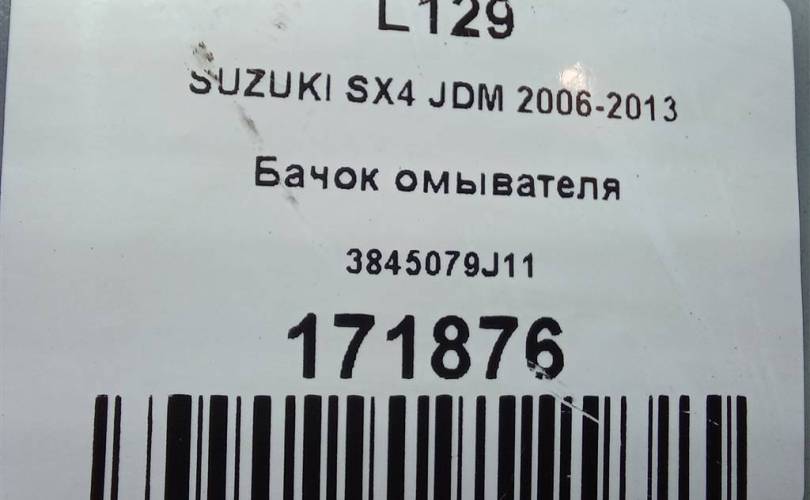 L129
SUZUKI SX4 JDM 2006-2013
Бачок омывателя
3845079J11
171876